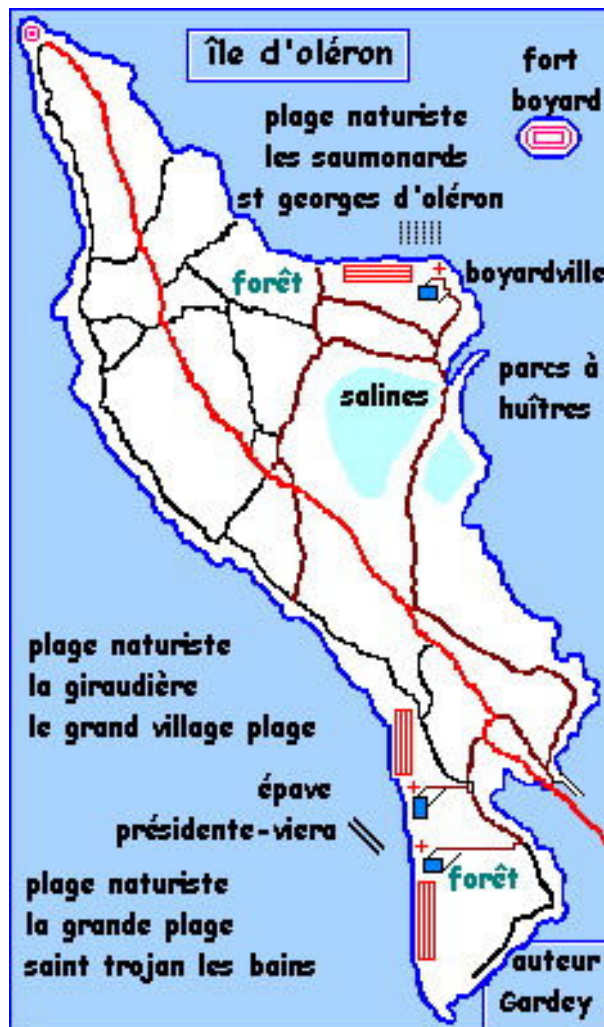 île d'oléron
fort
boyard
plage naturiste
les saumonards
st georges d'oléron
forêt
boyardville
salines
parcs à
huîtres
plage naturiste
la giraudière
le grand village plage
épave
présidente-viera
plage naturiste
la grande plage
saint trojan les bains
forêt
auteur
Gardey